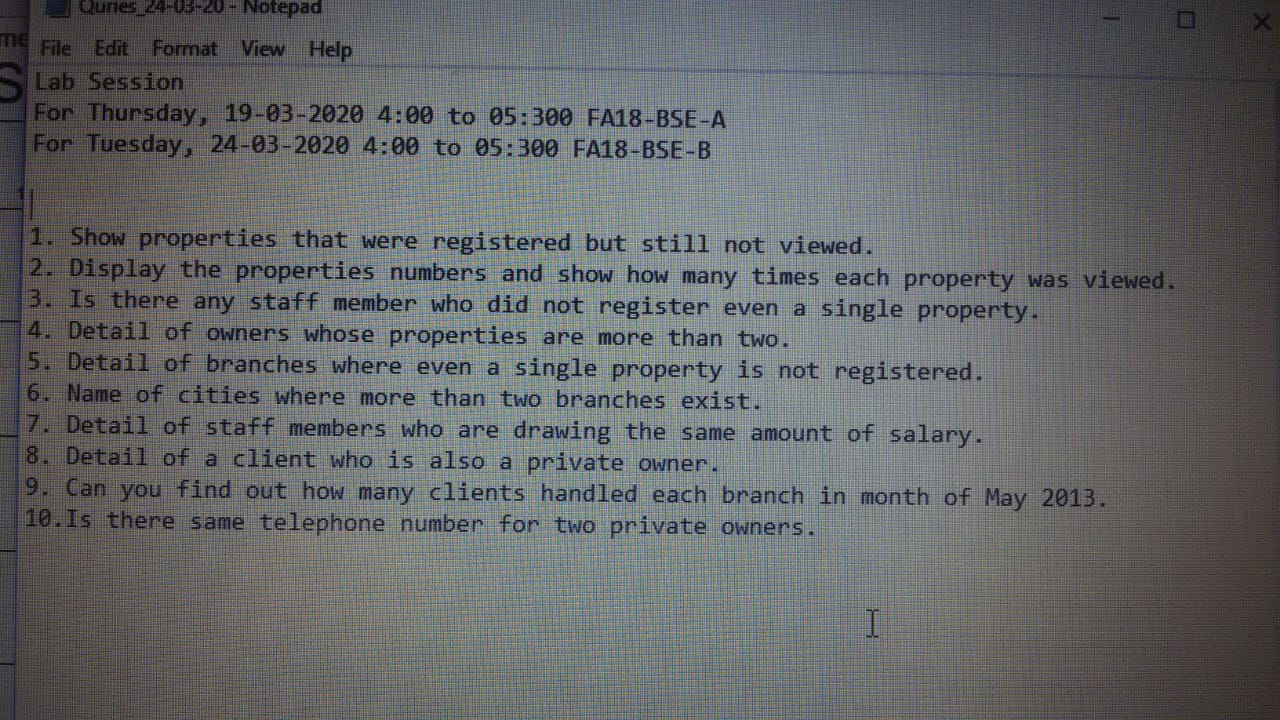 Quries_24-03-20 - Notepad
File Edit Format View Help
Lab Session
For Thursday, 19-03-2020 4:00 to 05:300 FA18-BSE-A
For Tuesday, 24-03-2020 4:00 to 05:300 FA18-BSE-B
1. Show properties that were registered but still not viewed.
2. Display the properties numbers and show how many times each property was viewed.
3. Is there any staff member who did not register even a single property.
4. Detail of owners whose properties are more than two.
5. Detail of branches where even a single property is not registered.
6. Name of cities where more than two branches exist.
7. Detail of staff members who are drawing the same amount of salary.
8. Detail of a client who is also a private owner.
9. Can you find out how many clients handled each branch in month of May 2013.
10.Is there same telephone number for two private owners.